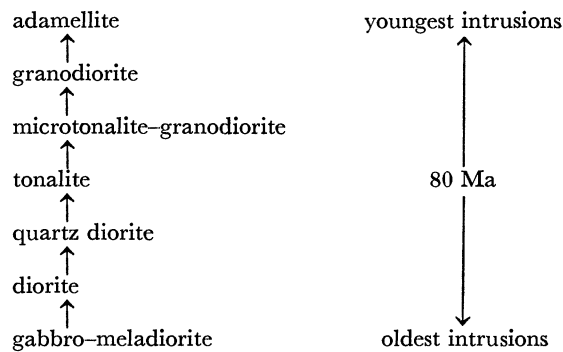 adamellite youngest intrusions
granodiorite
microtonalite–granodiorite
tonalite 80 Ma
quartz diorite
diorite
gabbro–meladiorite oldest intrusions